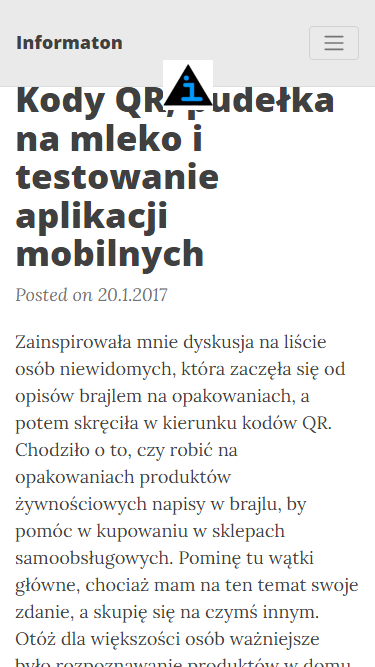 Informaton
Kody QR, pudełka
na mleko i
testowanie
aplikacji
mobilnych
Posted on 20.1.2017
Zainspirowała mnie dyskusja na liście
osób niewidomych, która zaczęła się od
opisów brajlem na opakowaniach, a
potem skręciła w kierunku kodów QR.
Chodziło o to, czy robić na
opakowaniach produktów
żywnościowych napisy w brajlu, by
pomóc w kupowaniu w sklepach
samoobsługowych. Pominę tu wątki
główne, chociaż mam na ten temat swoje
zdanie, a skupię się na czymś innym.
Otóż dla większości osób ważniejsze
było rozpoznawanie produktów w domu